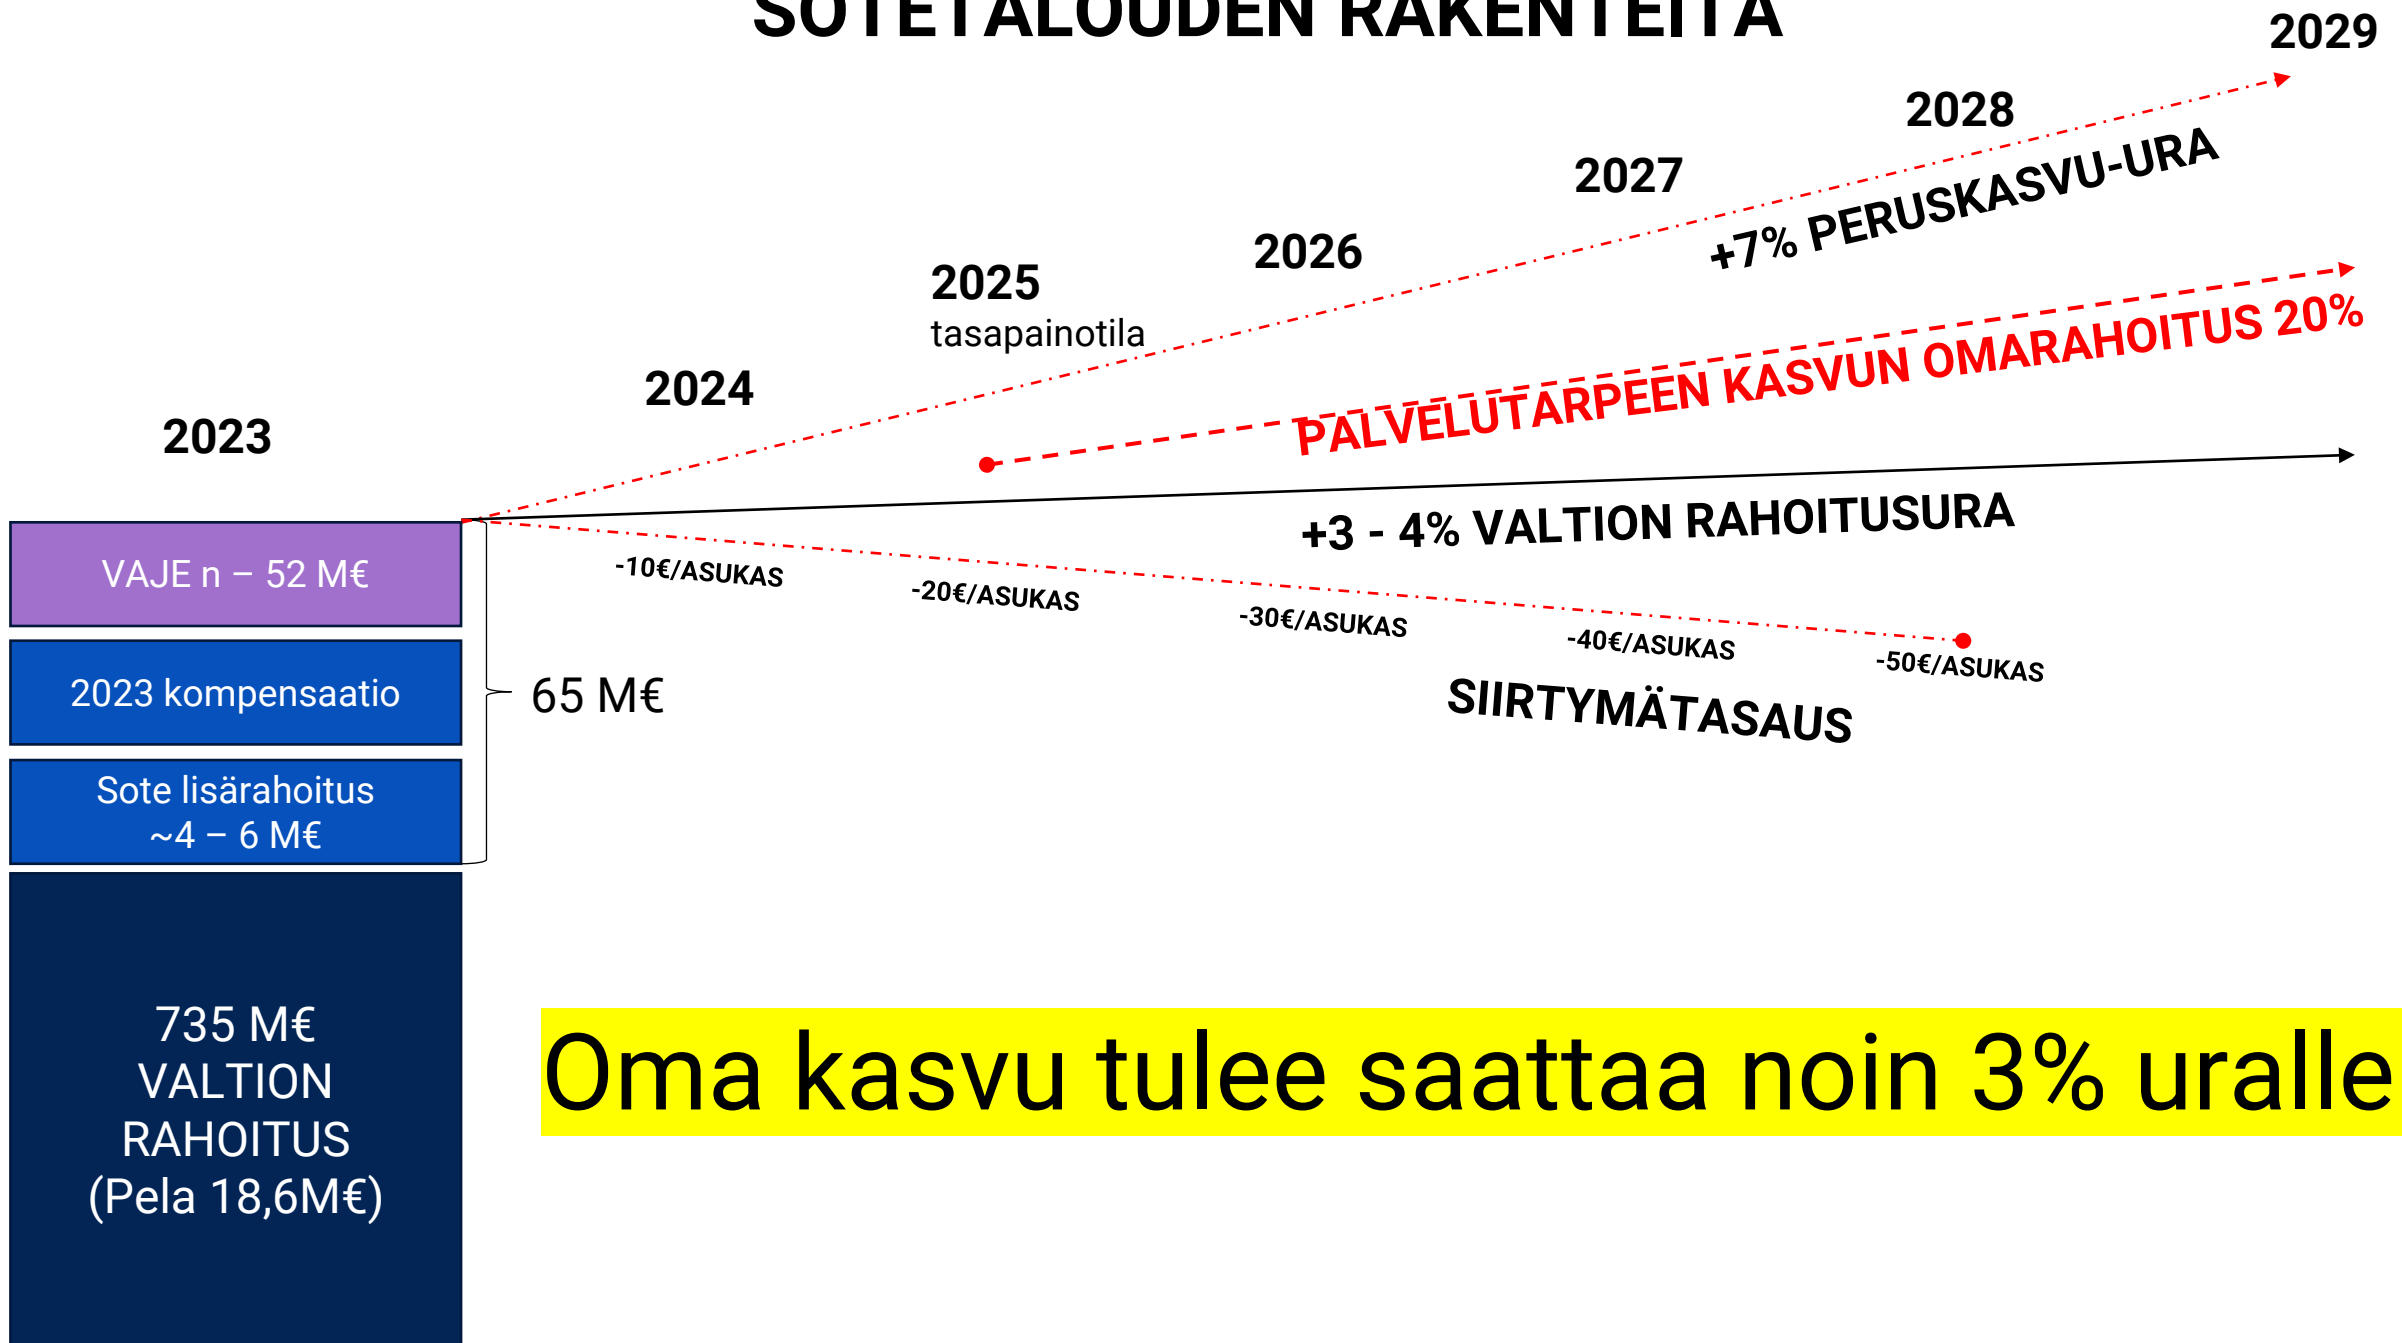 SOTETALOUDEN RAKENTEITA
2029
2028
2027
2026
2025
tasapainotila
2024
2023
+7% PERUSKASVU-URA
PALVELUTARPEEN KASVUN OMARAHOITUS 20%
+3 - 4% VALTION RAHOITUSURA
-10€/ASUKAS
-20€/ASUKAS
-30€/ASUKAS
-40€/ASUKAS
-50€/ASUKAS
SIIRTYMÄTASAUS
VAJE n – 52 M€
2023 kompensaatio
65 M€
Sote lisärahoitus
~4 – 6 M€
735 M€
VALTION
RAHOITUS
(Pela 18,6M€)
Oma kasvu tulee saattaa noin 3% uralle